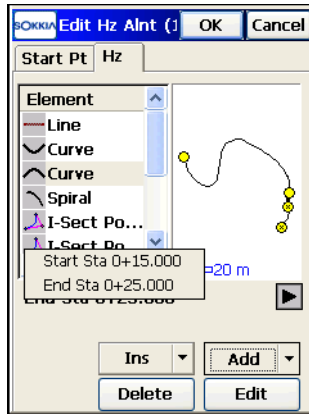 SOKKIA Edit Hz Alnt (1 OK Cancel
Start Pt Hz
Element
Line
Curve
Curve
Spiral
I-Sect Po...
I-Sect Po
Start Sta 0+15.000
End Sta 0+25.000
=20 m
Ins Add
Delete Edit